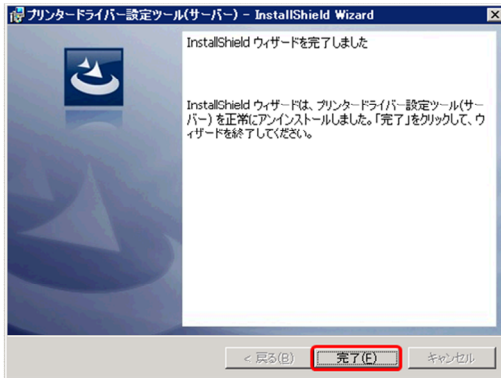 プリンタードライバー設定ツール(サーバー) - InstallShield Wizard
InstallShield ウィザードを完了しました
InstallShield ウィザードは、プリンタードライバー設定ツール(サー
バー) を正常にアンインストールしました。「完了」をクリックして、ウ
ィザードを終了してください。
< 戻る(B)
完了(F)
キャンセル